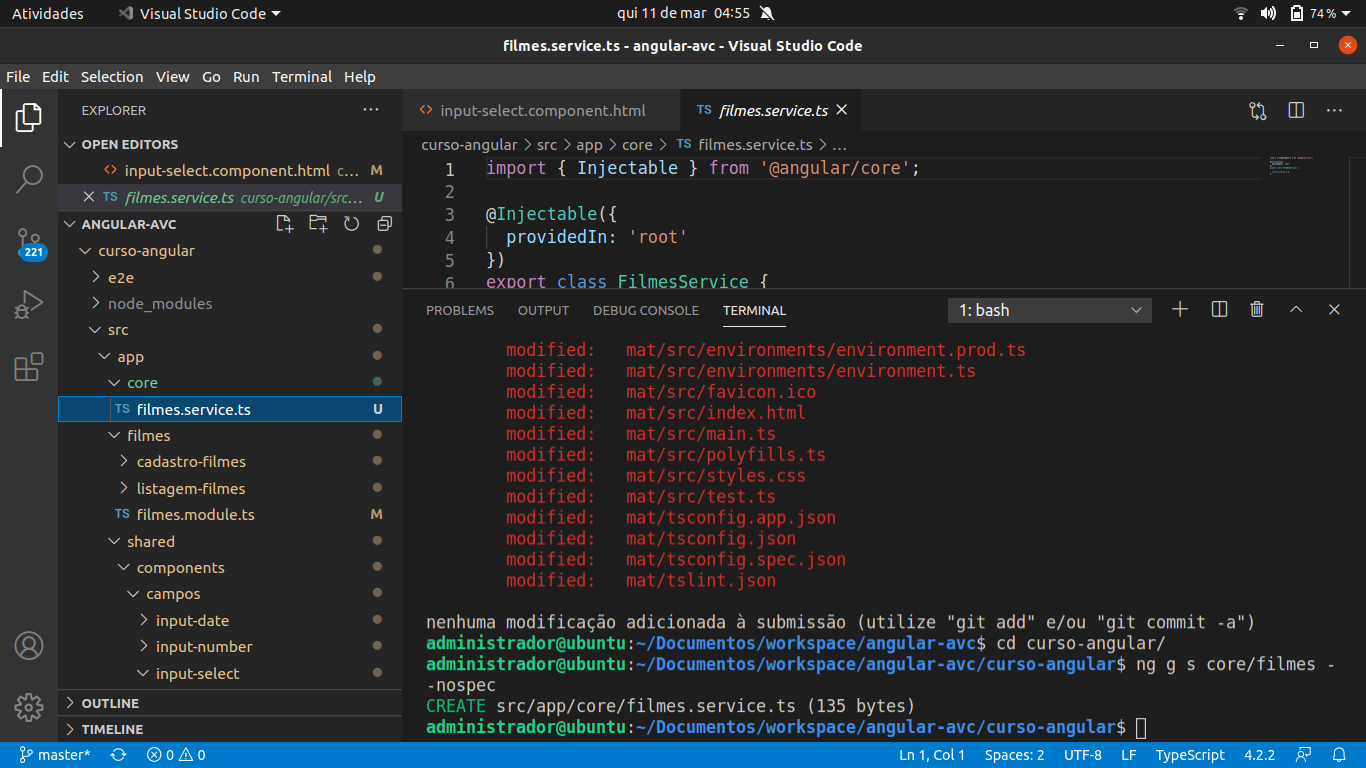 Atividades Visual Studio Code qui 11 de mar 04:55 74 %
filmes.service.ts - angular-avc - Visual Studio Code
File Edit Selection View Go Run Terminal Help
EXPLORER
OPEN EDITORS
input-select.component.html c... M
TS filmes.service.ts curso-angular/src... U
ANGULAR-AVC
221
curso-angular
e2e
node_modules
src
app
core
TS filmes.service.ts U
filmes
cadastro-filmes
listagem-filmes
TS filmes.module.ts M
shared
components
campos
input-date
input-number
input-select
OUTLINE
TIMELINE
input-select.component.html TS filmes.service.ts
curso-angular > src > app > core > TS filmes.service.ts > ...
1 import { Injectable } from '@angular/core';
2
3 @Injectable({
4 providedIn: 'root'
5 })
6 export class FilmesService {
PROBLEMS OUTPUT DEBUG CONSOLE TERMINAL 1: bash
modified: mat/src/environments/environment.prod.ts
modified: mat/src/environments/environment.ts
modified: mat/src/favicon.ico
modified: mat/src/index.html
modified: mat/src/main.ts
modified: mat/src/polyfills.ts
modified: mat/src/styles.css
modified: mat/src/test.ts
modified: mat/tsconfig.app.json
modified: mat/tsconfig.json
modified: mat/tsconfig.spec.json
modified: mat/tslint.json
nenhuma modificação adicionada à submissão (utilize "git add" e/ou "git commit -a")
administrador@ubuntu:~/Documentos/workspace/angular-avc$ cd curso-angular/
administrador@ubuntu:~/Documentos/workspace/angular-avc/curso-angular$ ng g s core/filmes -
-nospec
CREATE src/app/core/filmes.service.ts (135 bytes)
administrador@ubuntu:~/Documentos/workspace/angular-avc/curso-angular$
master* 0 0 Ln 1, Col 1 Spaces: 2 UTF-8 LF TypeScript 4.2.2